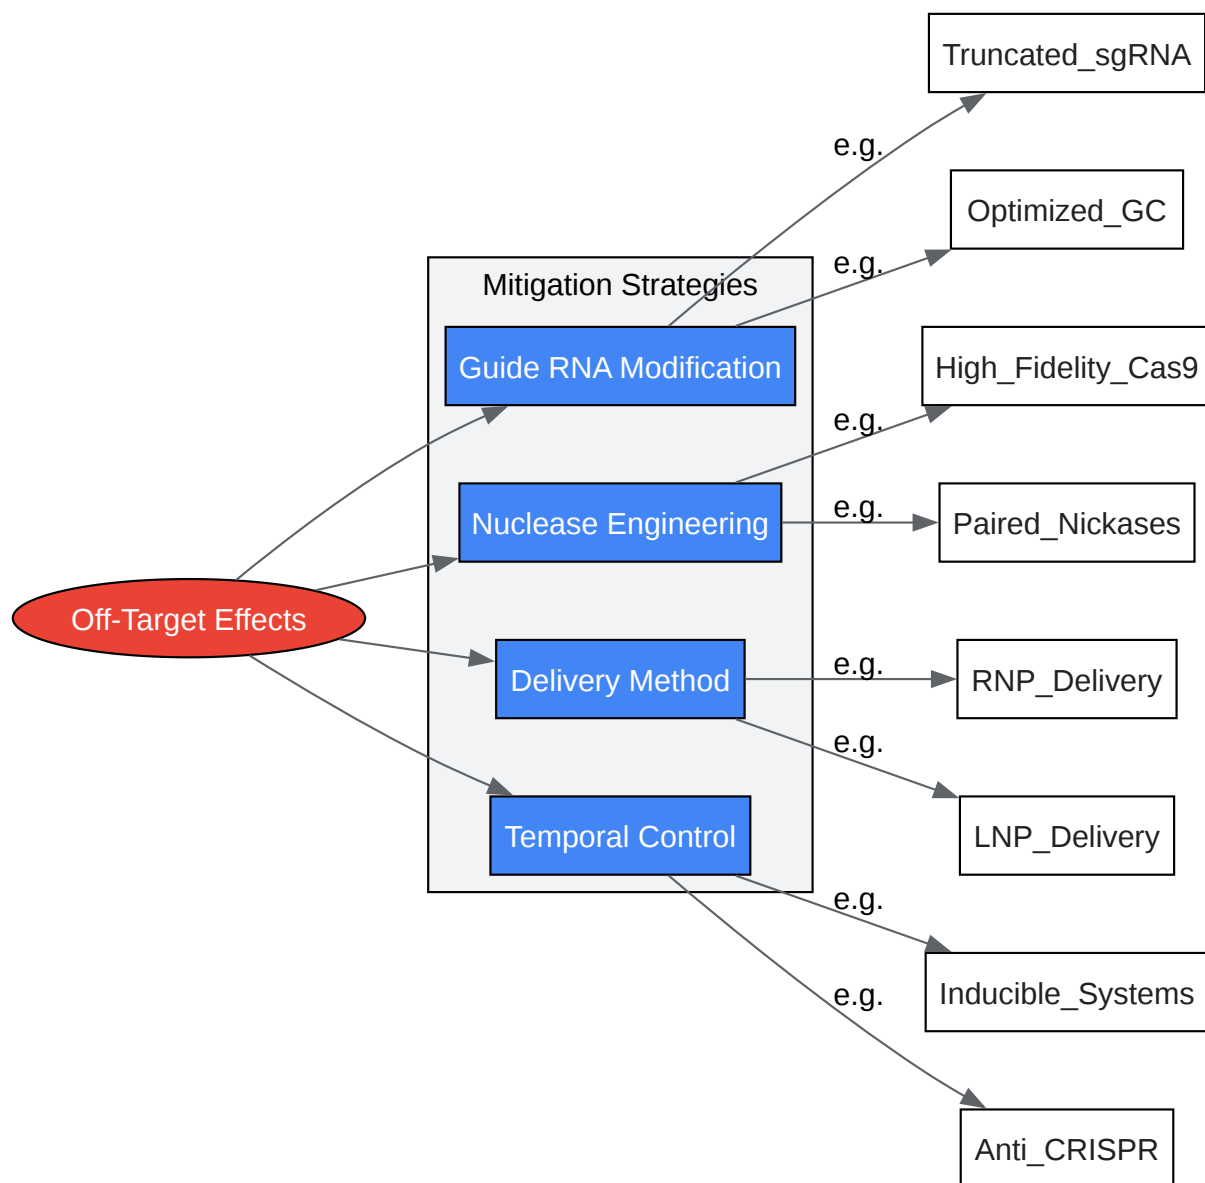 Off-Target Effects
Mitigation Strategies
Guide RNA Modification
Nuclease Engineering
Delivery Method
Temporal Control
e.g.
Truncated_sgRNA
e.g.
Optimized_GC
e.g.
High_Fidelity_Cas9
e.g.
Paired_Nickases
e.g.
RNP_Delivery
e.g.
LNP_Delivery
e.g.
Inducible_Systems
e.g.
Anti_CRISPR